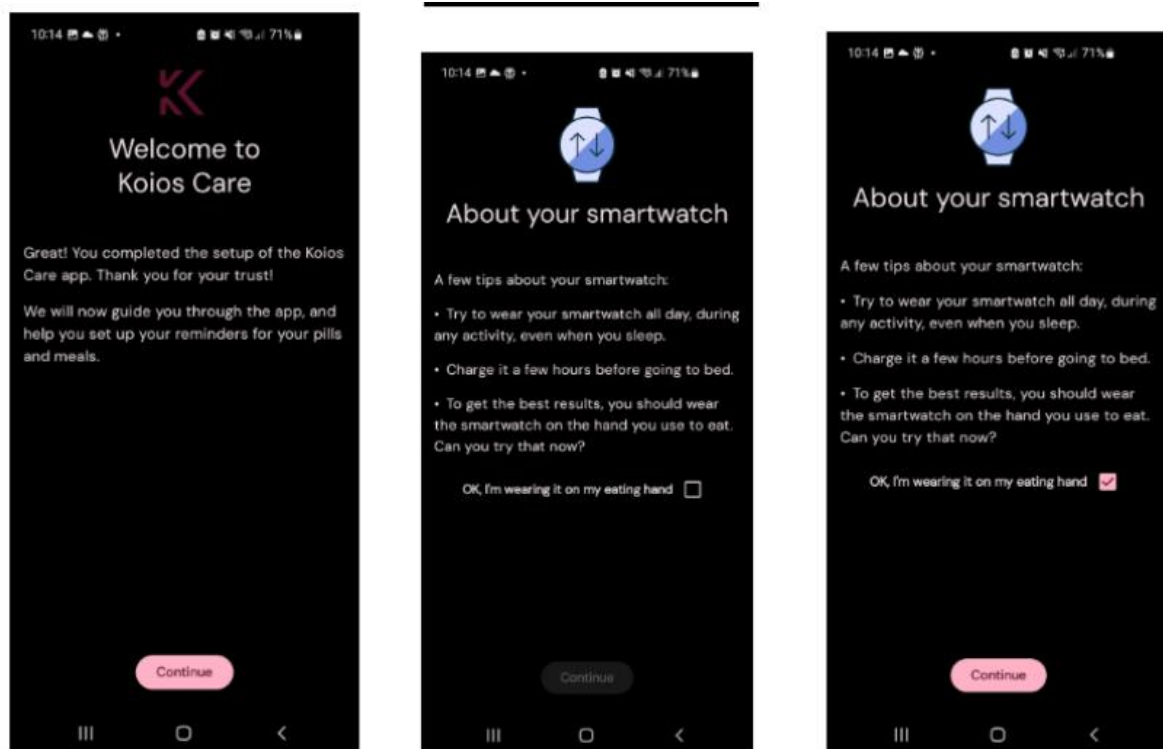 10:14
71%
Welcome to
Koios Care
Great! You completed the setup of the Koios
Care app. Thank you for your trust!
We will now guide you through the app, and
help you set up your reminders for your pills
and meals.
Continue
10:14
71%
About your smartwatch
A few tips about your smartwatch:
• Try to wear your smartwatch all day, during
any activity, even when you sleep.
• Charge it a few hours before going to bed.
• To get the best results, you should wear
the smartwatch on the hand you use to eat.
Can you try that now?
OK, I'm wearing it on my eating hand
Continue
10:14
71%
About your smartwatch
A few tips about your smartwatch:
• Try to wear your smartwatch all day, during
any activity, even when you sleep.
• Charge it a few hours before going to bed.
• To get the best results, you should wear
the smartwatch on the hand you use to eat.
Can you try that now?
OK, I'm wearing it on my eating hand
Continue